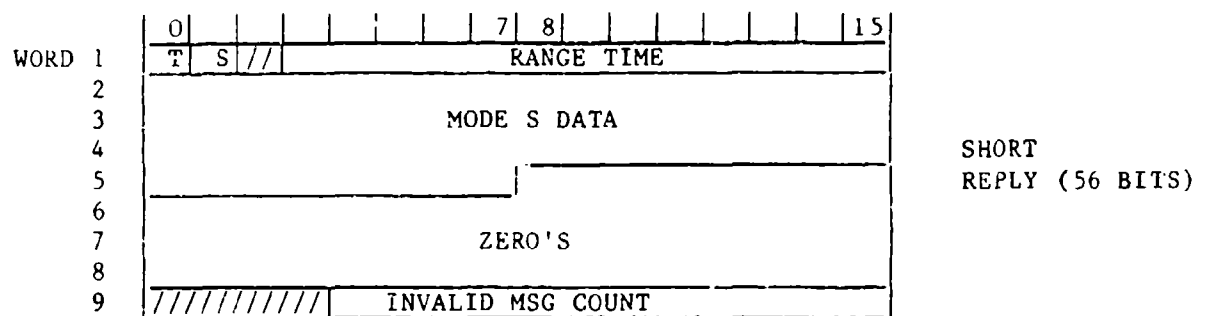 0 7 8 15
WORD 1 T S // RANGE TIME
2
3 MODE S DATA
4 SHORT
5 REPLY (56 BITS)
6
7 ZERO'S
8
9 /////////// INVALID MSG COUNT